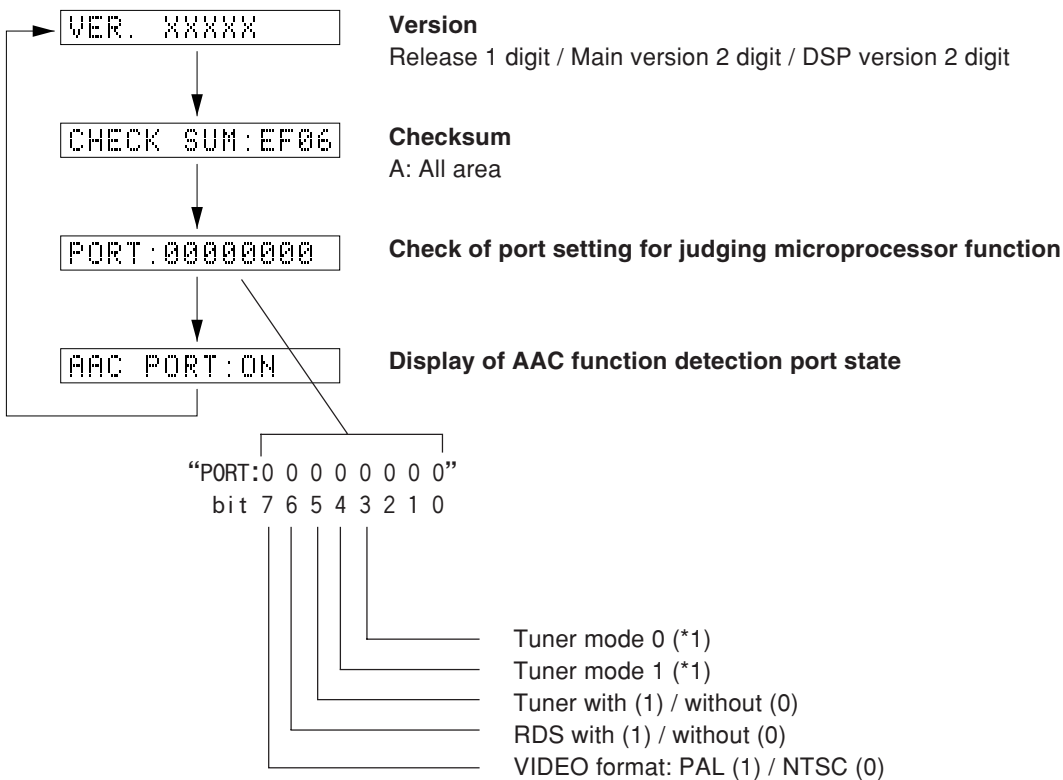 VER. XXXXX
Version
Release 1 digit / Main version 2 digit / DSP version 2 digit
CHECK SUM:EF06
Checksum
A: All area
PORT:00000000
Check of port setting for judging microprocessor function
AAC PORT:ON
Display of AAC function detection port state
“PORT:0 0 0 0 0 0 0 0”
bit 7 6 5 4 3 2 1 0
Tuner mode 0 (*1)
Tuner mode 1 (*1)
Tuner with (1) / without (0)
RDS with (1) / without (0)
VIDEO format: PAL (1) / NTSC (0)